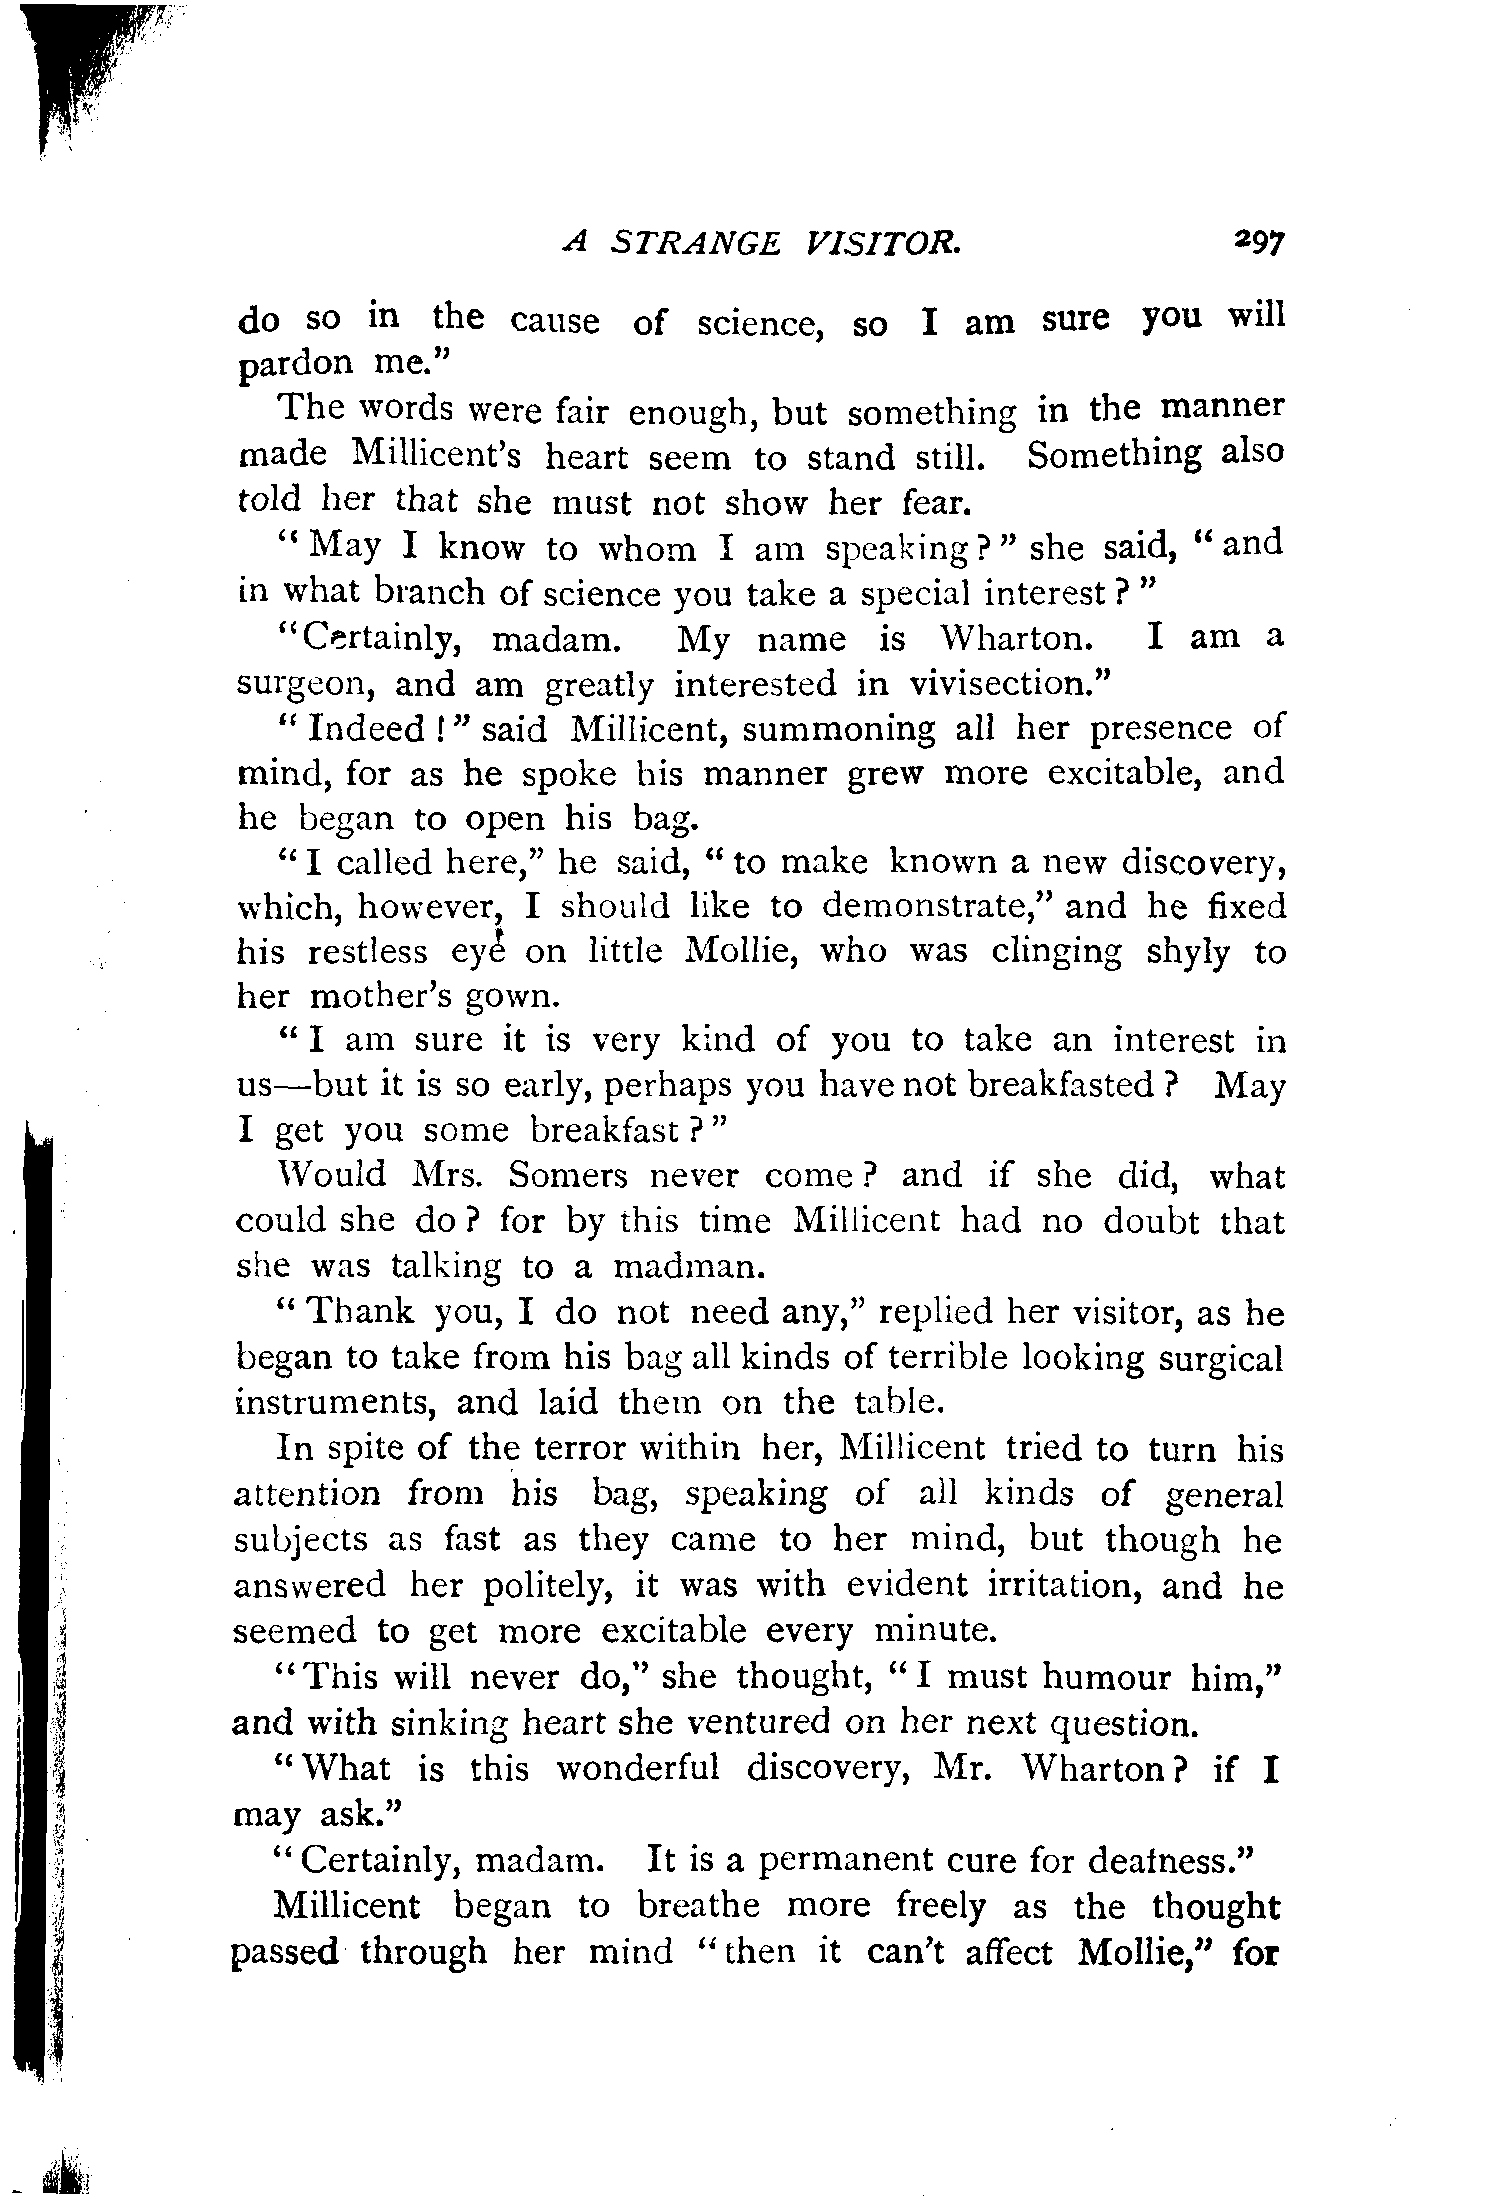 A STRANGE VISITOR. 297
do so in the cause of science, so I am sure you will
pardon me."
The words were fair enough, but something in the manner
made Millicent's heart seem to stand still. Something also
told her that she must not show her fear.
"May I know to whom I am speaking?" she said, "and
in what branch of science you take a special interest?"
"Certainly, madam. My name is Wharton. I am a
surgeon, and am greatly interested in vivisection."
"Indeed!" said Millicent, summoning all her presence of
mind, for as he spoke his manner grew more excitable, and
he began to open his bag.
"I called here," he said, "to make known a new discovery,
which, however, I should like to demonstrate," and he fixed
his restless eye on little Mollie, who was clinging shyly to
her mother's gown.
"I am sure it is very kind of you to take an interest in
us—but it is so early, perhaps you have not breakfasted? May
I get you some breakfast?"
Would Mrs. Somers never come? and if she did, what
could she do? for by this time Millicent had no doubt that
she was talking to a madman.
"Thank you, I do not need any," replied her visitor, as he
began to take from his bag all kinds of terrible looking surgical
instruments, and laid them on the table.
In spite of the terror within her, Millicent tried to turn his
attention from his bag, speaking of all kinds of general
subjects as fast as they came to her mind, but though he
answered her politely, it was with evident irritation, and he
seemed to get more excitable every minute.
"This will never do," she thought, "I must humour him,"
and with sinking heart she ventured on her next question.
"What is this wonderful discovery, Mr. Wharton? if I
may ask."
"Certainly, madam. It is a permanent cure for deafness."
Millicent began to breathe more freely as the thought
passed through her mind "then it can't affect Mollie," for